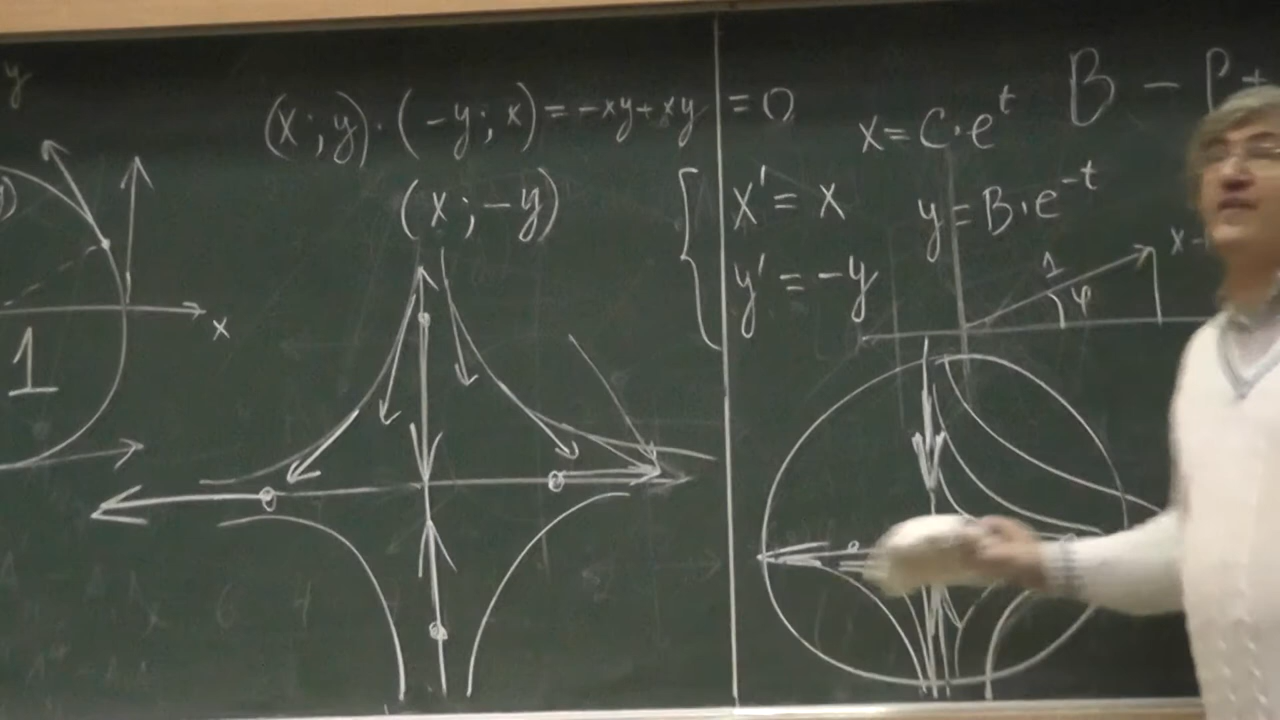 y
x
1
(x;y)·(-y;x)=-xy+xy=0
(x;-y)
x'=x
y'=-y
x=C·e^t
y=B·e^{-t}
B -
1
φ